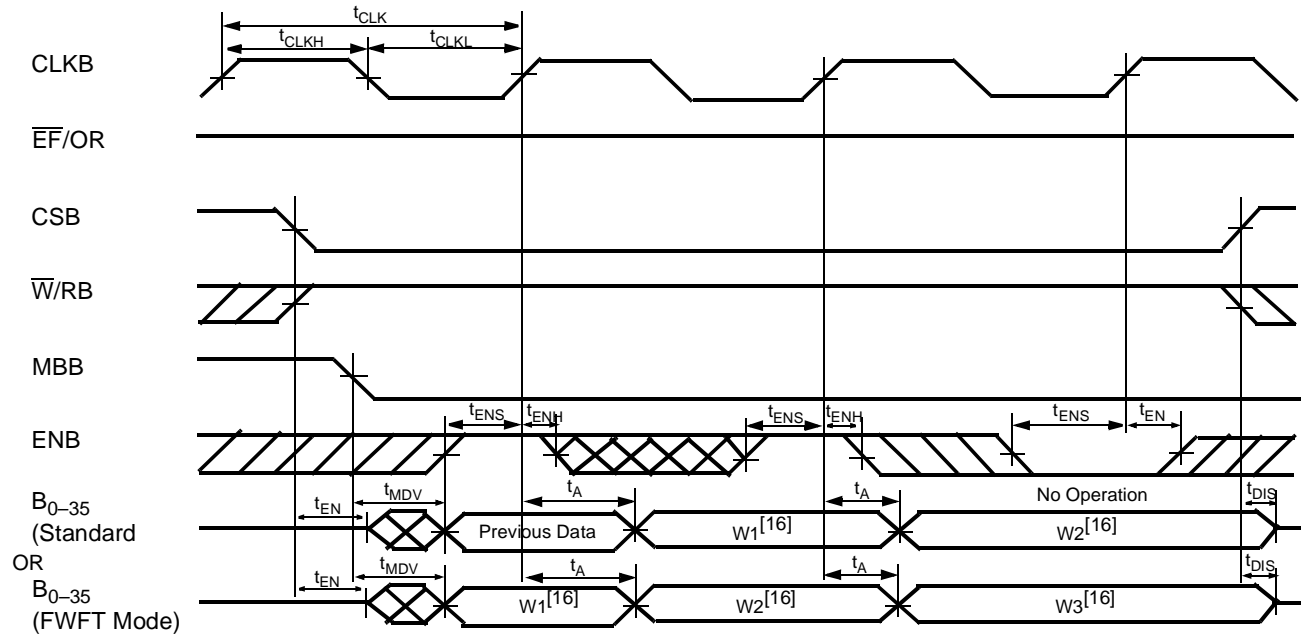 tCLK
tCLKH tCLKL
CLKB
EF/OR
CSB
W/RB
MBB
tENS tENH tENS tENH tENS tEN
ENB
tMDV tA tA No Operation tDIS
B0–35
(Standard
tEN Previous Data W1[16] W2[16]
OR
tMDV tA tA tDIS
B0–35
(FWFT Mode)
tEN W1[16] W2[16] W3[16]